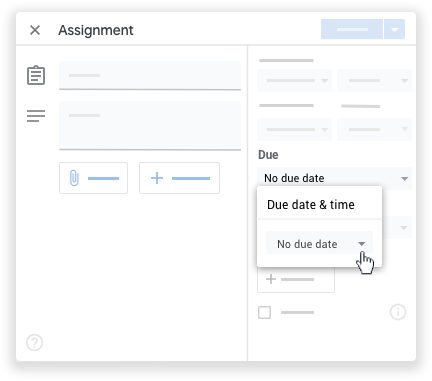 Assignment
Due
No due date
Due date & time
No due date